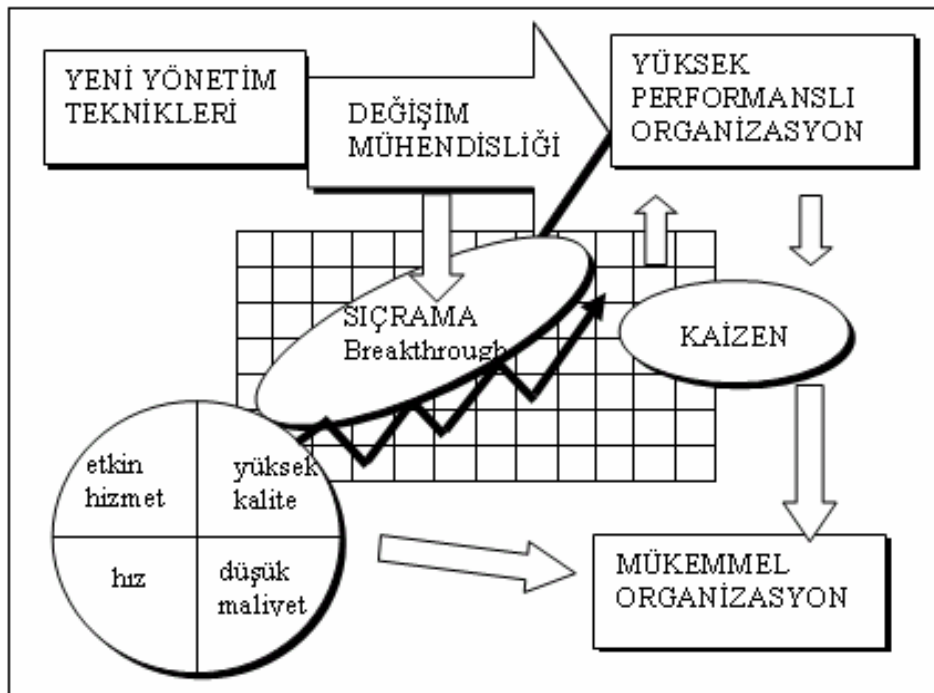 YENİ YÖNETİM
TEKNİKLERİ
DEĞİŞİM
MÜHENDİSLİĞİ
YÜKSEK
PERFORMANSLI
ORGANİZASYON
SIÇRAMA
Breakthrough
KAİZEN
etkin
hizmet
yüksek
kalite
hız
düşük
maliyet
MÜKEMMEL
ORGANİZASYON